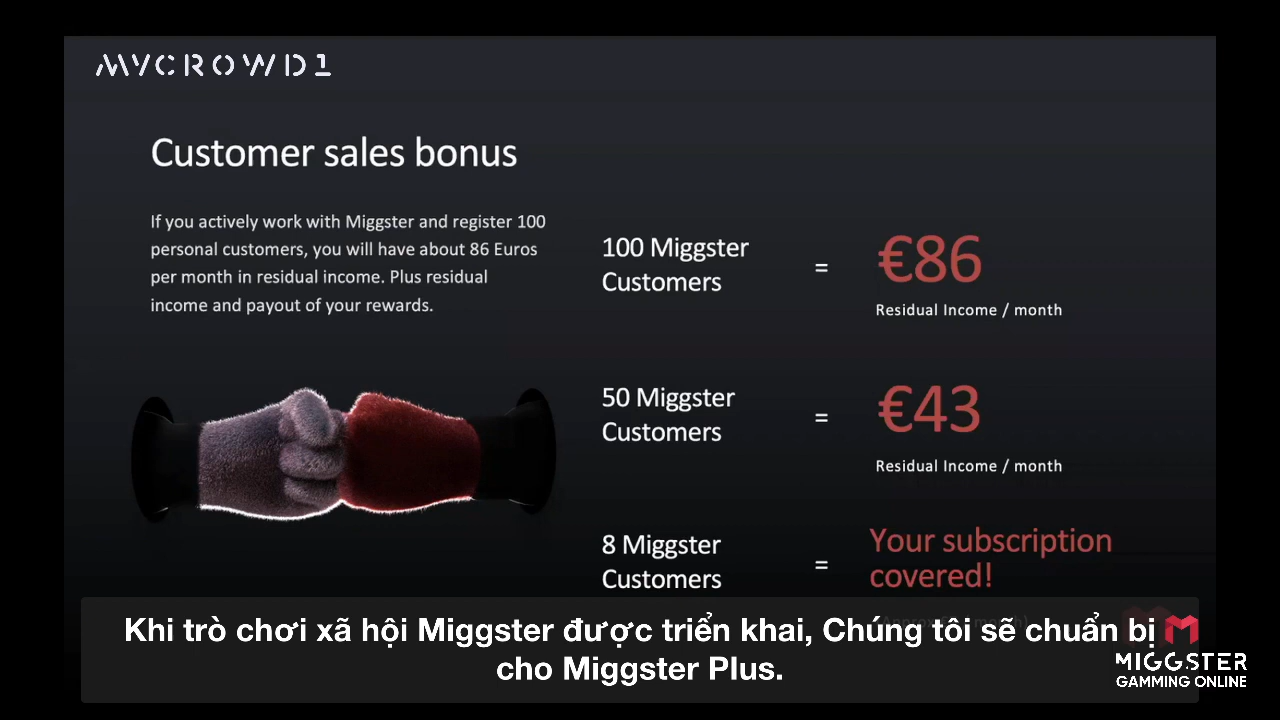 MYCROWD1
Customer sales bonus
If you actively work with Miggster and register 100
personal customers, you will have about 86 Euros
per month in residual income. Plus residual
income and payout of your rewards.
100 Miggster
Customers
=
€86
Residual Income / month
50 Miggster
Customers
=
€43
Residual Income / month
8 Miggster
Customers
=
Your subscription
covered!
Khi trò chơi xã hội Miggster được triển khai, Chúng tôi sẽ chuẩn bị
cho Miggster Plus.
MIGGSTER
GAMMING ONLINE